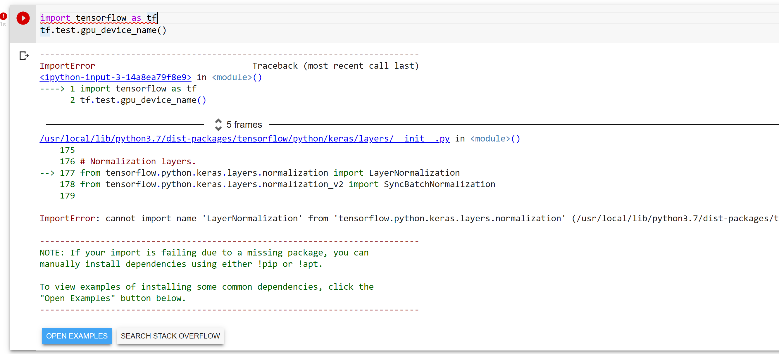 import tensorflow as tf
tf.test.gpu_device_name()
---------------------------------------------------------------------------
ImportError Traceback (most recent call last)
<ipython-input-3-14a8ea79f8e9> in <module>()
----> 1 import tensorflow as tf
2 tf.test.gpu_device_name()
5 frames
/usr/local/lib/python3.7/dist-packages/tensorflow/python/keras/layers/__init__.py in <module>()
175
176 # Normalization layers.
--> 177 from tensorflow.python.keras.layers.normalization import LayerNormalization
178 from tensorflow.python.keras.layers.normalization_v2 import SyncBatchNormalization
179
ImportError: cannot import name 'LayerNormalization' from 'tensorflow.python.keras.layers.normalization' (/usr/local/lib/python3.7/dist-packages/t
---------------------------------------------------------------------------
NOTE: If your import is failing due to a missing package, you can
manually install dependencies using either !pip or !apt.
To view examples of installing some common dependencies, click the
"Open Examples" button below.
---------------------------------------------------------------------------
OPEN EXAMPLES SEARCH STACK OVERFLOW